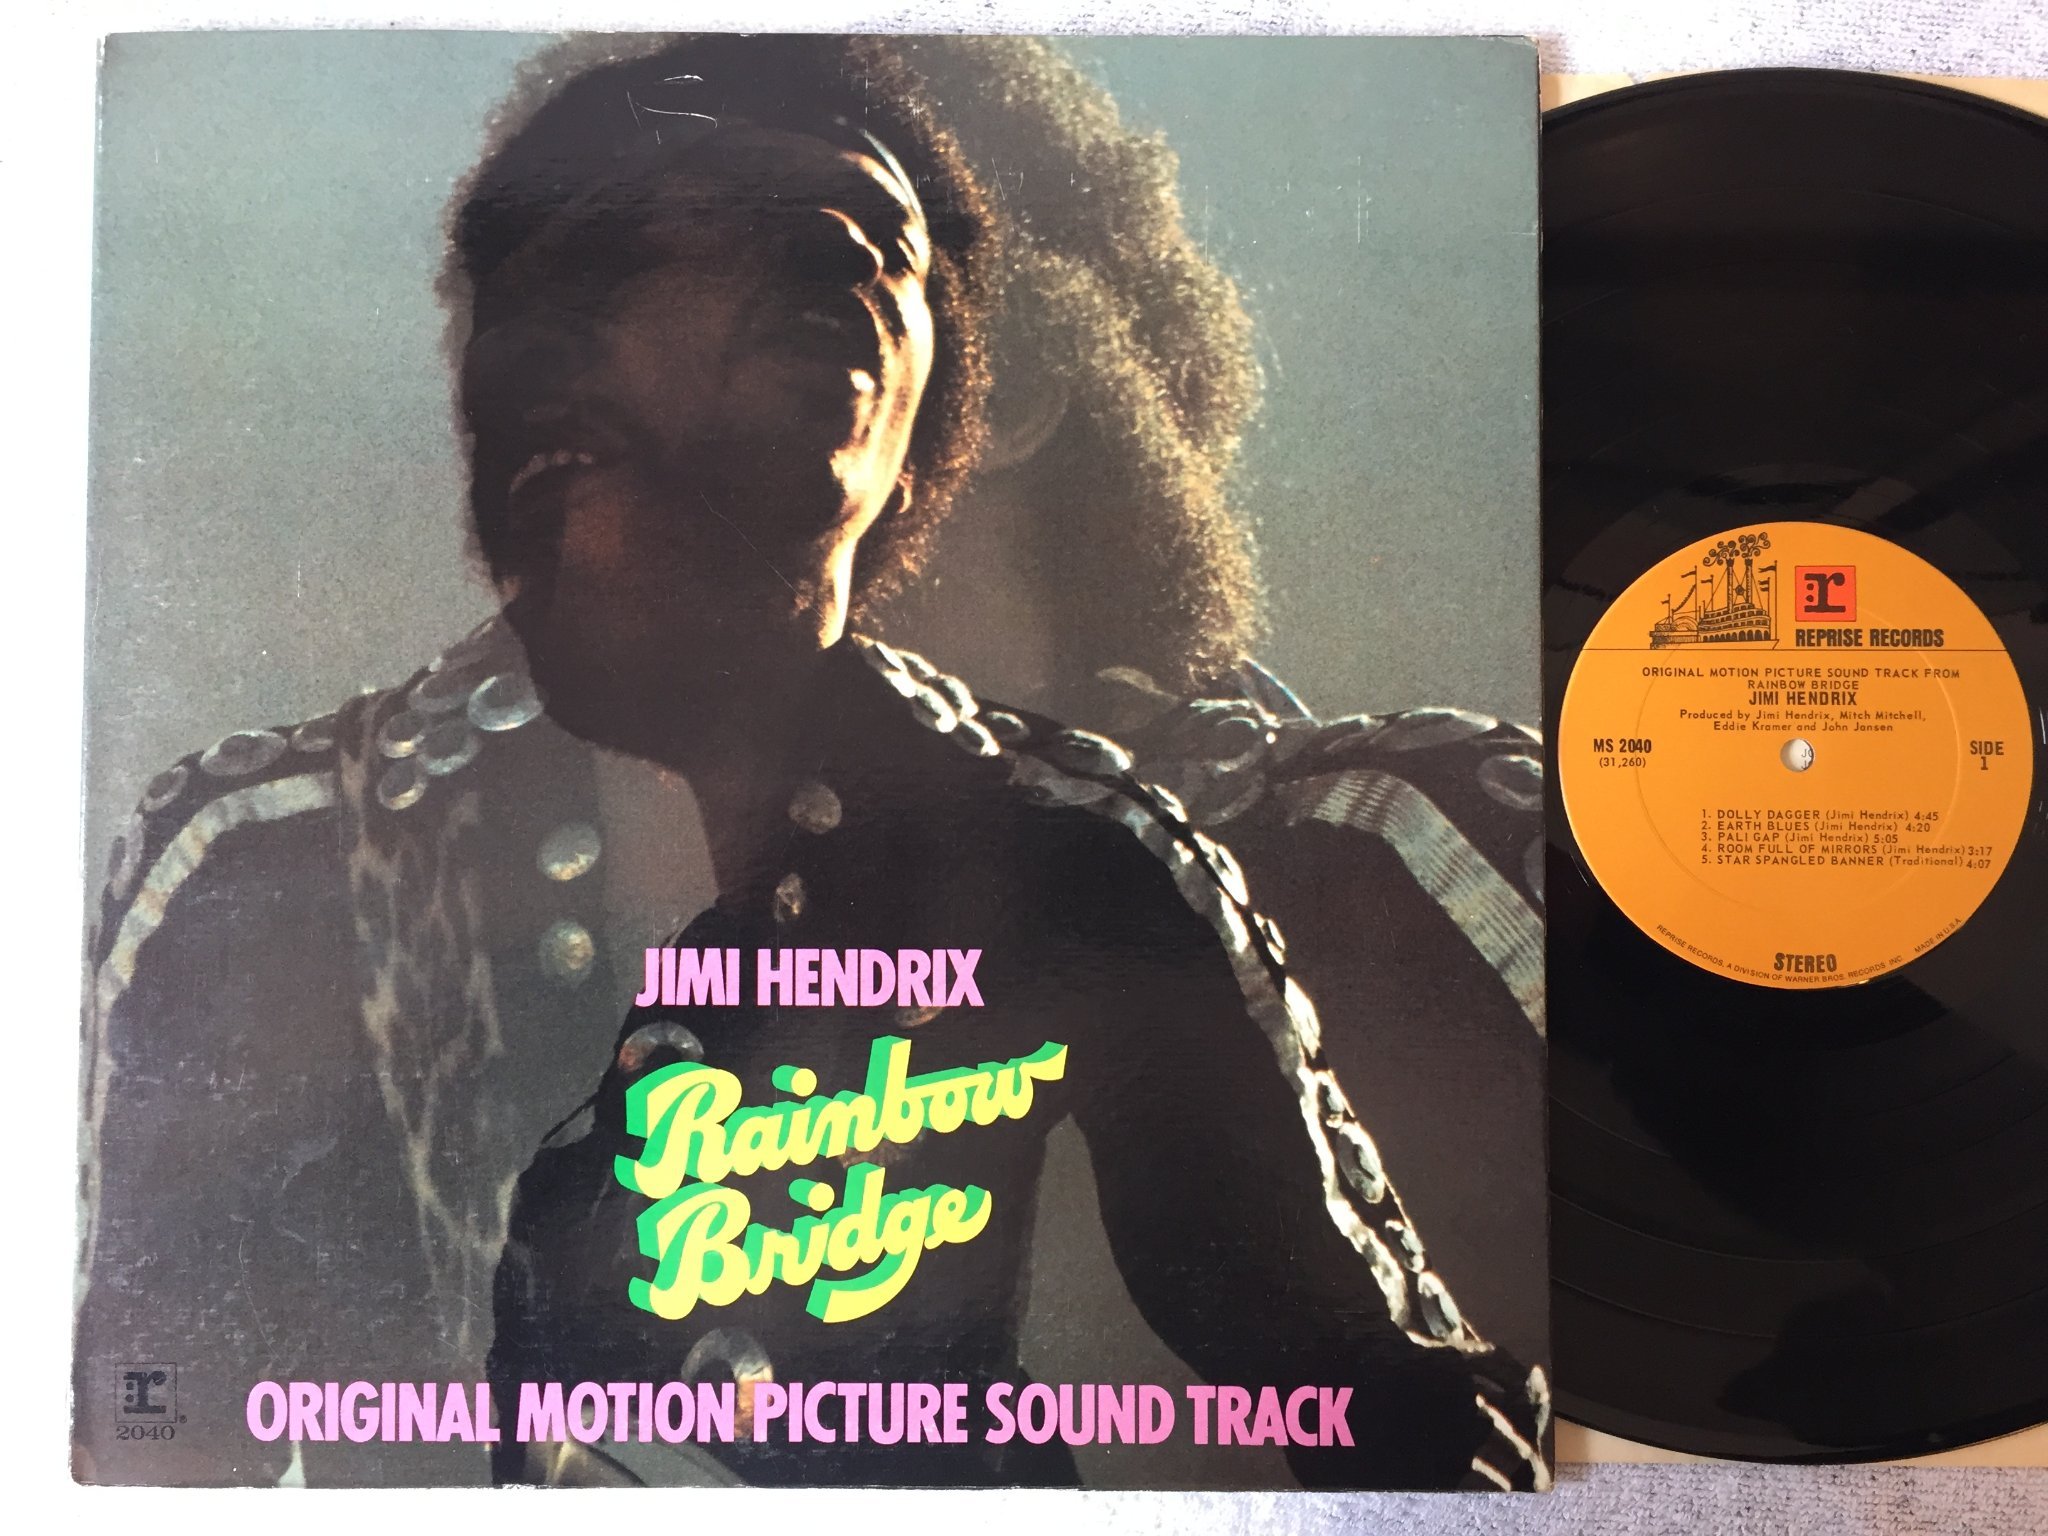 JIMI HENDRIX
Rainbow
Bridge
ORIGINAL MOTION PICTURE SOUND TRACK
r
®
2040
r
REPRISE RECORDS
ORIGINAL MOTION PICTURE SOUND TRACK FROM
RAINBOW BRIDGE
JIMI HENDRIX
Produced by Jimi Hendrix, Mitch Mitchell,
Eddie Kramer and John Jansen
MS 2040
(31,260)
SIDE
1
1. DOLLY DAGGER (Jimi Hendrix) 4:45
2. EARTH BLUES (Jimi Hendrix) 4:20
3. PALI GAP (Jimi Hendrix) 5:05
4. ROOM FULL OF MIRRORS (Jimi Hendrix) 3:17
5. STAR SPANGLED BANNER (Traditional) 4:07
STEREO
REPRISE RECORDS, A DIVISION OF WARNER BROS. RECORDS INC.
MADE IN U.S.A.